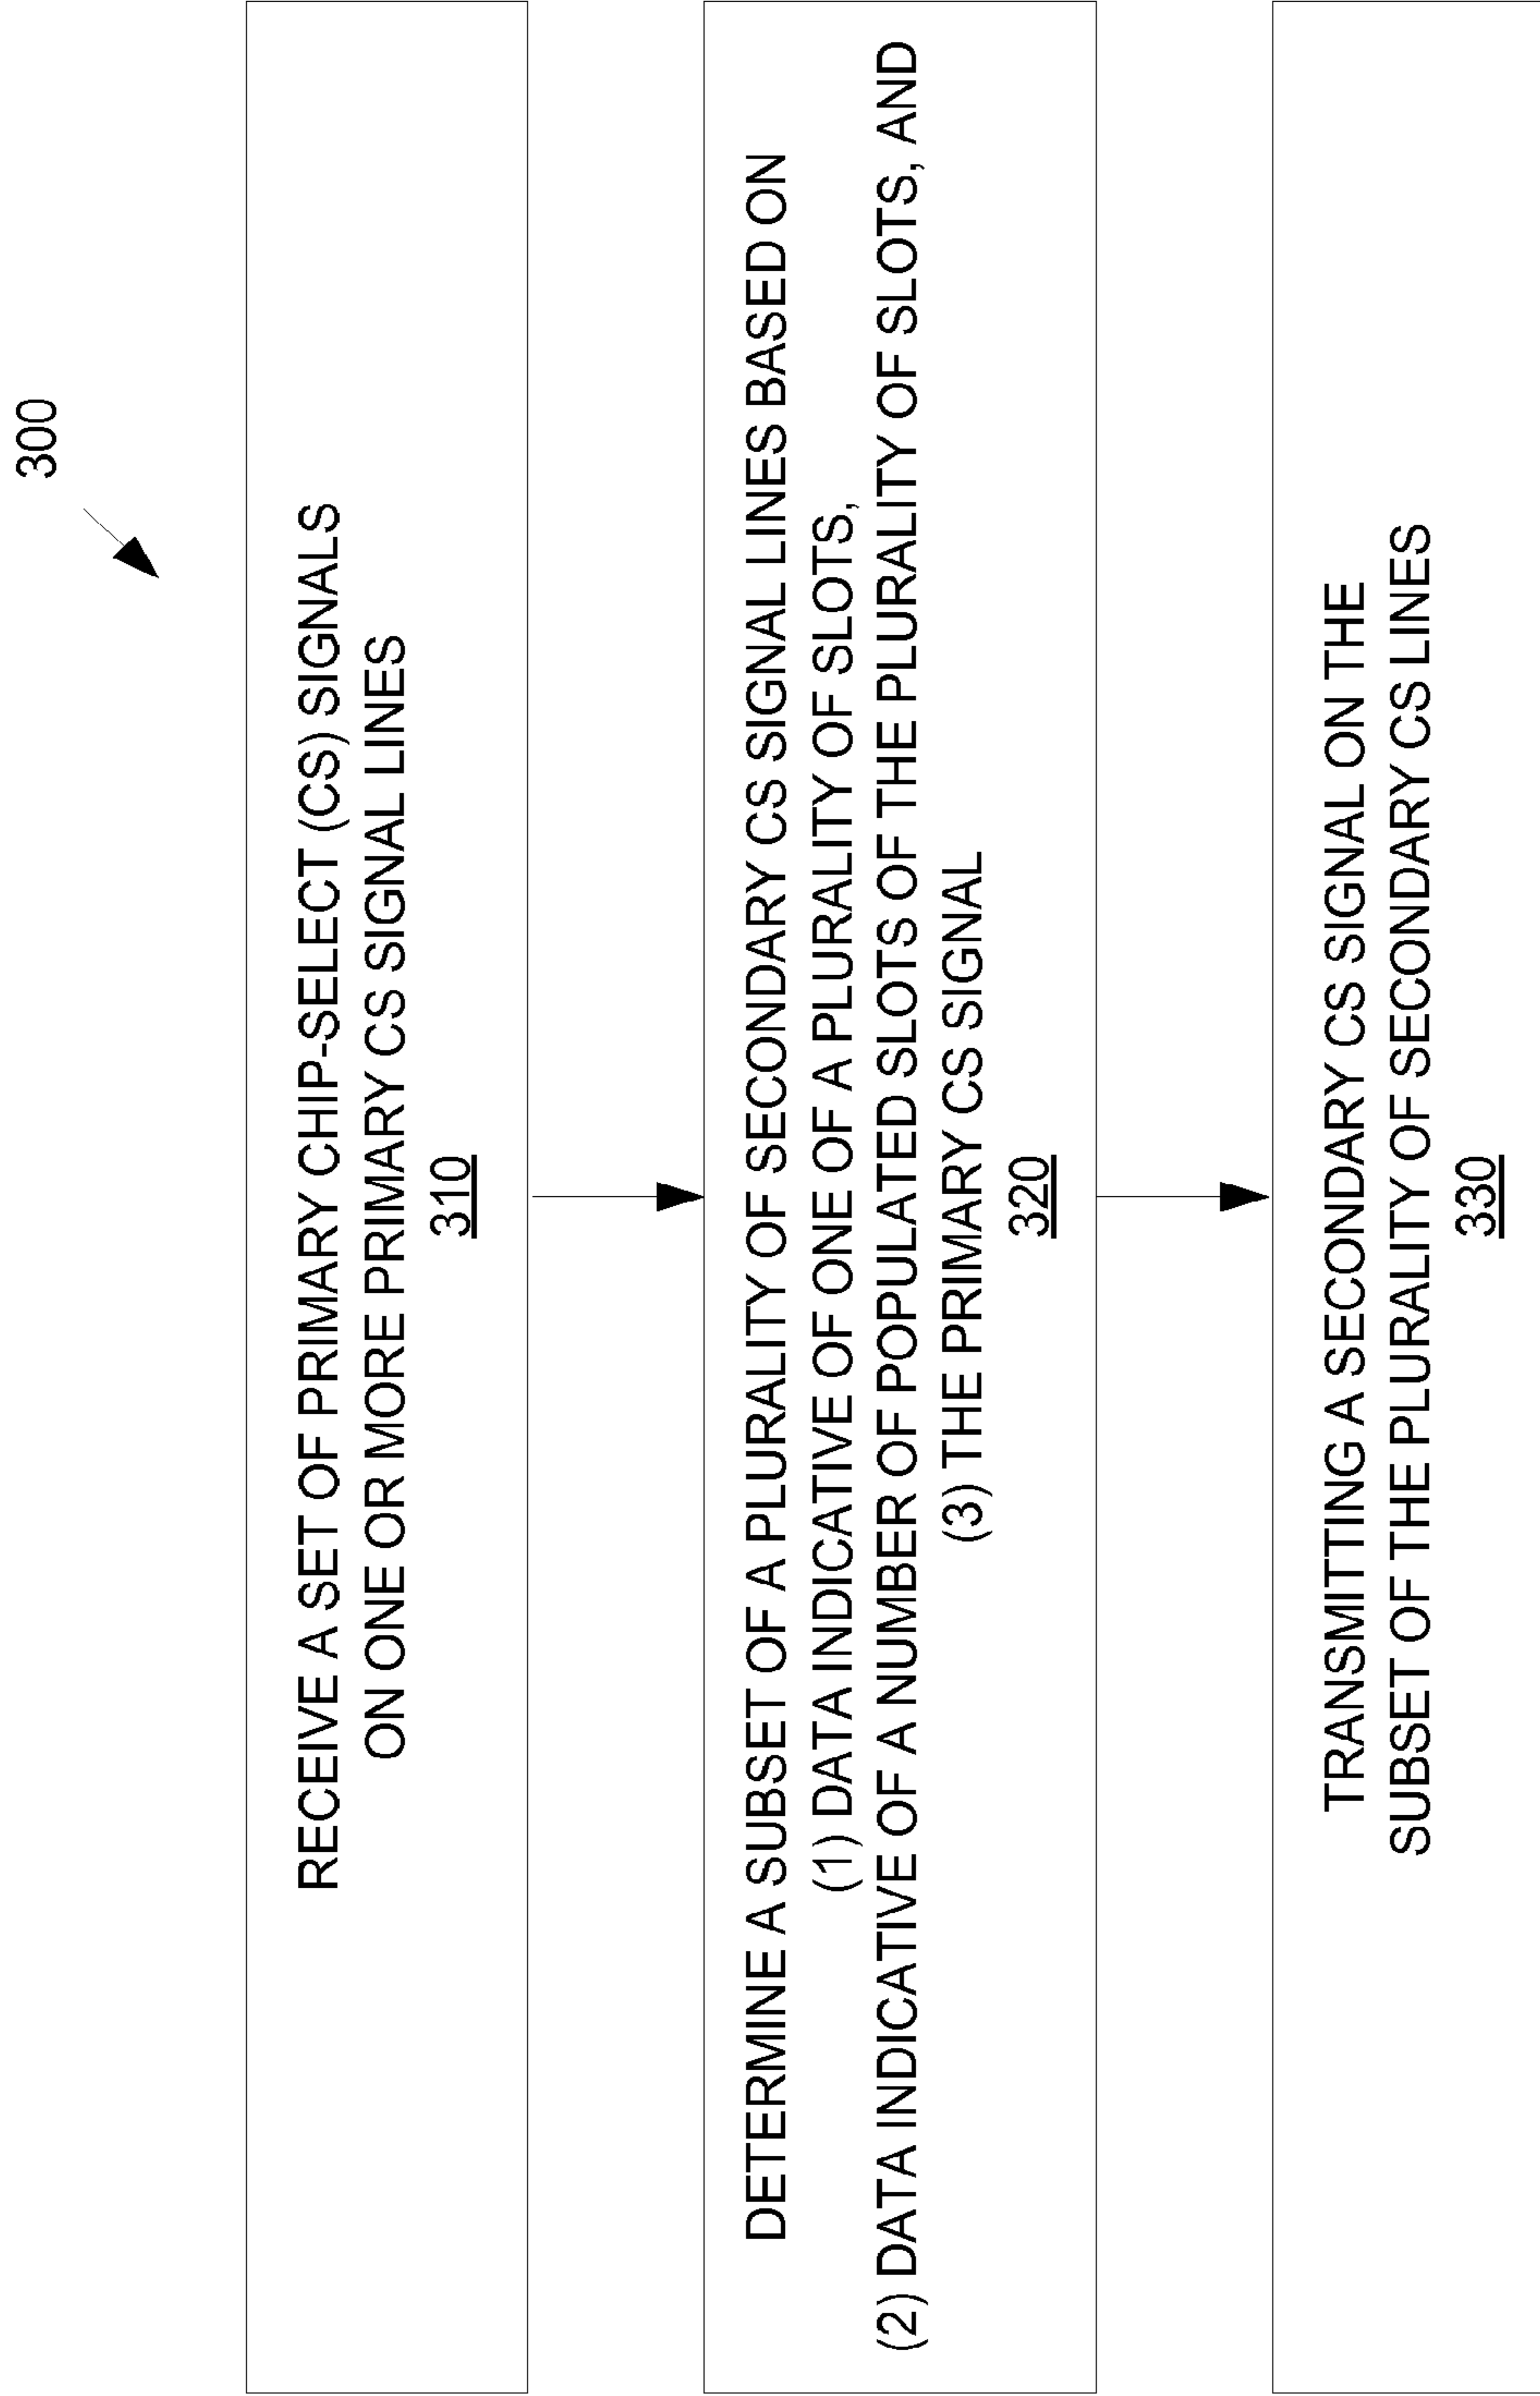 300
RECEIVE A SET OF PRIMARY CHIP-SELECT (CS) SIGNALS
ON ONE OR MORE PRIMARY CS SIGNAL LINES
310
DETERMINE A SUBSET OF A PLURALITY OF SECONDARY CS SIGNAL LINES BASED ON
(1) DATA INDICATIVE OF ONE OF A PLURALITY OF SLOTS,
(2) DATA INDICATIVE OF A NUMBER OF POPULATED SLOTS OF THE PLURALITY OF SLOTS, AND
(3) THE PRIMARY CS SIGNAL
320
TRANSMITTING A SECONDARY CS SIGNAL ON THE
SUBSET OF THE PLURALITY OF SECONDARY CS LINES
330